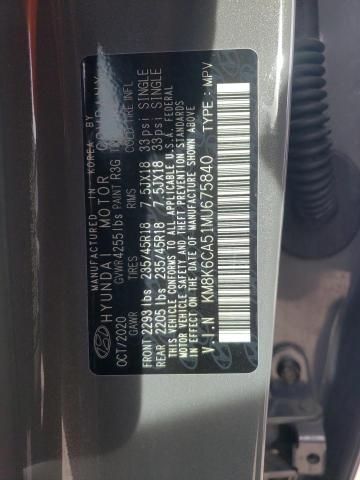 MANUFACTURED IN KOREA BY
HYUNDAI MOTOR COMPANY
OCT/2020 GVWR 4255 lbs PAINT R3G
GAWR TIRES COLD TIRE INFL
FRONT 2293 lbs 235/45R18 7.5JX18 33psi SINGLE
REAR 2205 lbs 235/45R18 7.5JX18 33psi SINGLE
THIS VEHICLE CONFORMS TO ALL APPLICABLE U.S.A. FEDERAL
MOTOR VEHICLE SAFETY, BUMPER, AND THEFT PREVENTION
STANDARDS IN EFFECT ON THE DATE OF MANUFACTURE SHOWN ABOVE
V.I.N KM8K6CA51MU675840 TYPE: MPV